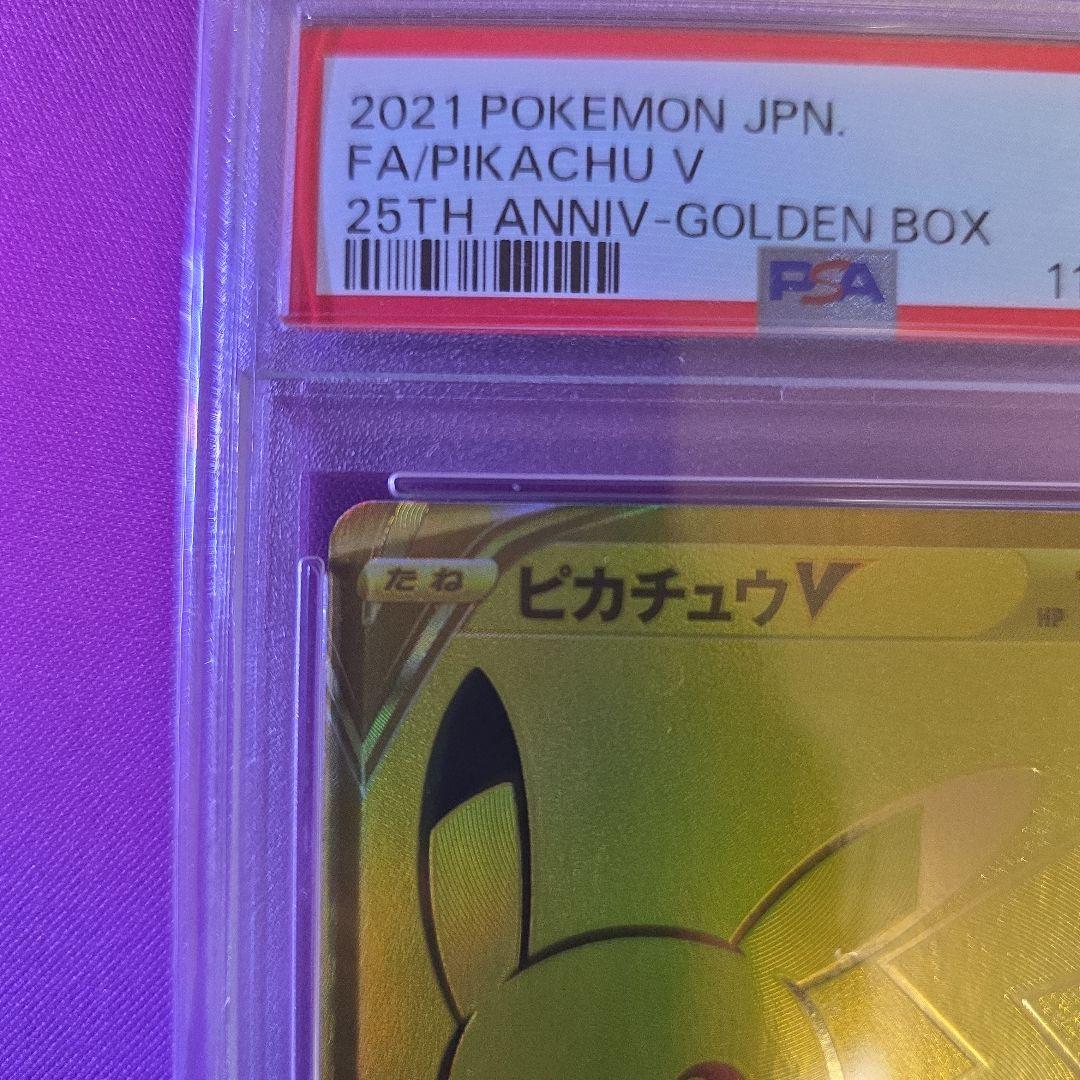 2021 POKEMON JPN.
FA/PIKACHU V
25TH ANNIV-GOLDEN BOX
PSA
11
たね ピカチュウV
HP